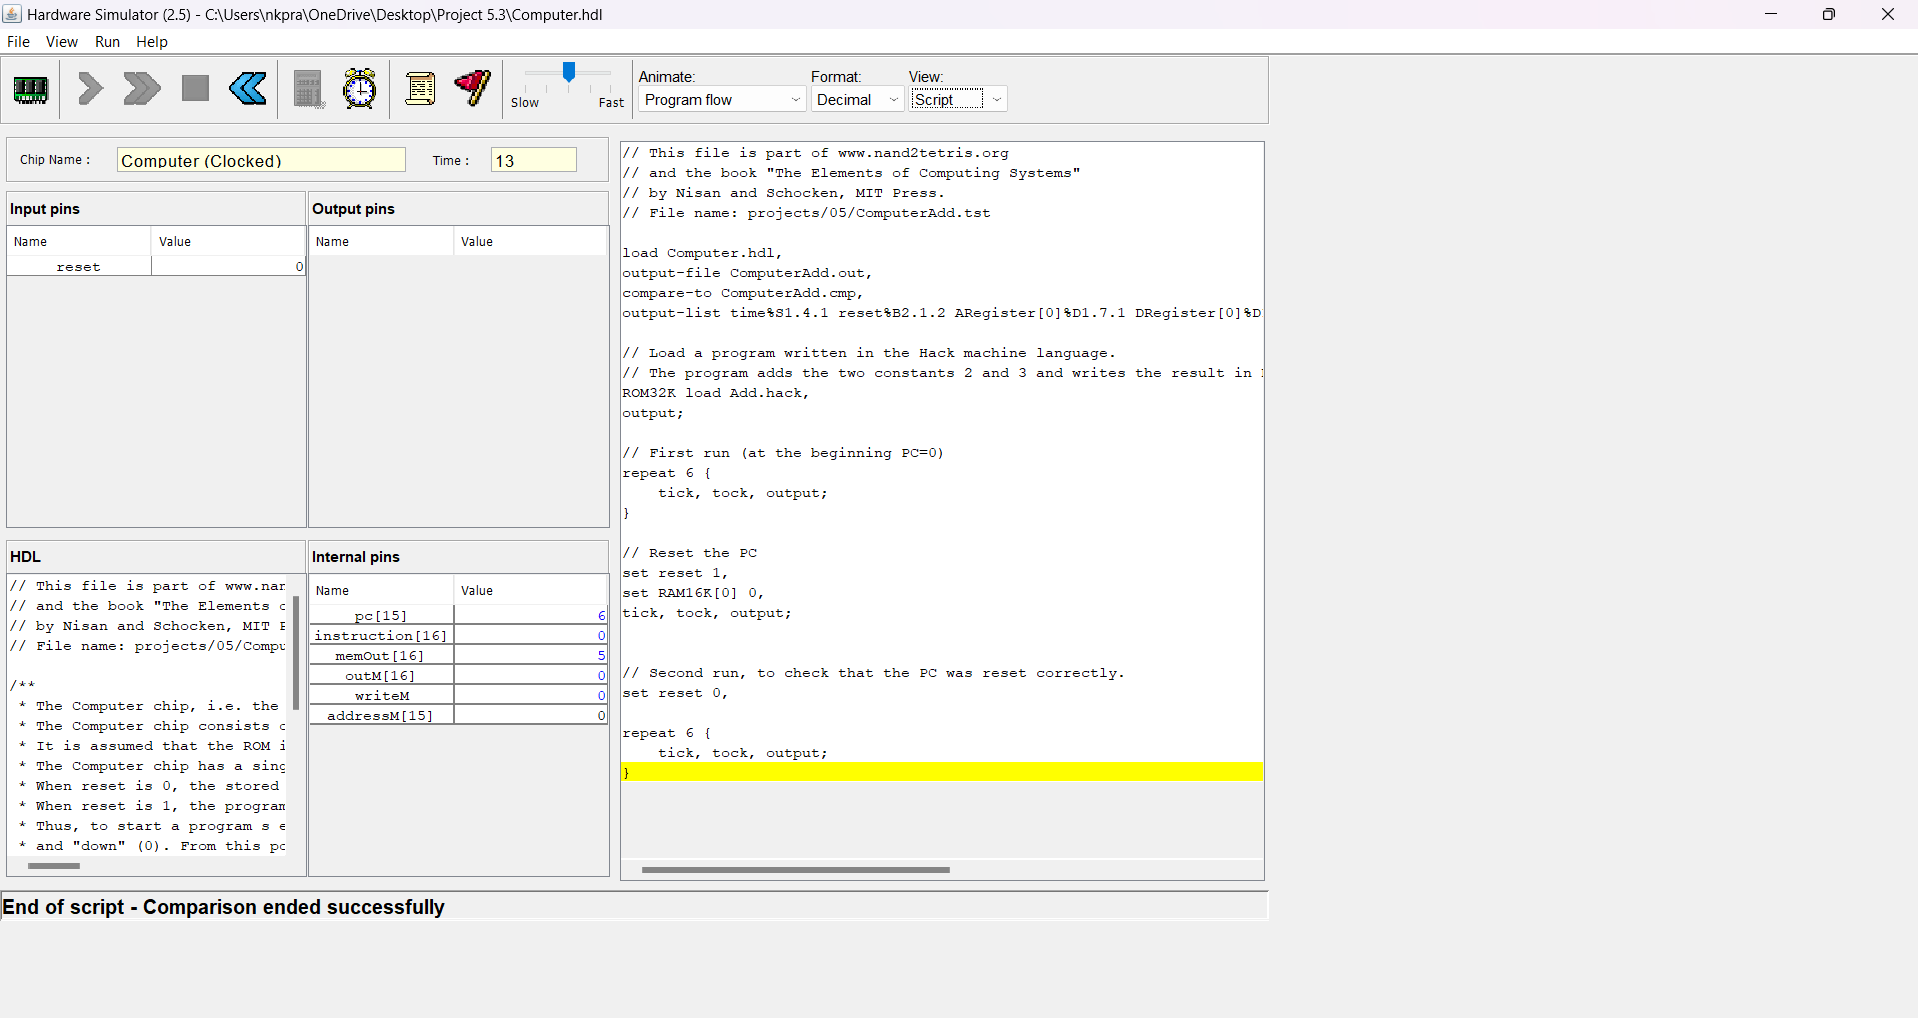 Hardware Simulator (2.5) - C:\Users\nkpra\OneDrive\Desktop\Project 5.3\Computer.hdl
File View Run Help
Slow Fast
Animate: Format: View:
Program flow Decimal Script
Chip Name : Computer (Clocked) Time : 13
Input pins
Name Value
reset 0
Output pins
Name Value
HDL
// This file is part of www.nan
// and the book "The Elements o
// by Nisan and Schocken, MIT P
// File name: projects/05/Compu
/**
* The Computer chip, i.e. the
* The Computer chip consists o
* It is assumed that the ROM i
* The Computer chip has a sing
* When reset is 0, the stored
* When reset is 1, the program
* Thus, to start a program s e
* and "down" (0). From this po
Internal pins
Name Value
pc[15] 6
instruction[16] 0
memOut[16] 5
outM[16] 0
writeM 0
addressM[15] 0
// This file is part of www.nand2tetris.org
// and the book "The Elements of Computing Systems"
// by Nisan and Schocken, MIT Press.
// File name: projects/05/ComputerAdd.tst
load Computer.hdl,
output-file ComputerAdd.out,
compare-to ComputerAdd.cmp,
output-list time%S1.4.1 reset%B2.1.2 ARegister[0]%D1.7.1 DRegister[0]%D
// Load a program written in the Hack machine language.
// The program adds the two constants 2 and 3 and writes the result in
ROM32K load Add.hack,
output;
// First run (at the beginning PC=0)
repeat 6 {
tick, tock, output;
}
// Reset the PC
set reset 1,
set RAM16K[0] 0,
tick, tock, output;
// Second run, to check that the PC was reset correctly.
set reset 0,
repeat 6 {
tick, tock, output;
}
End of script - Comparison ended successfully